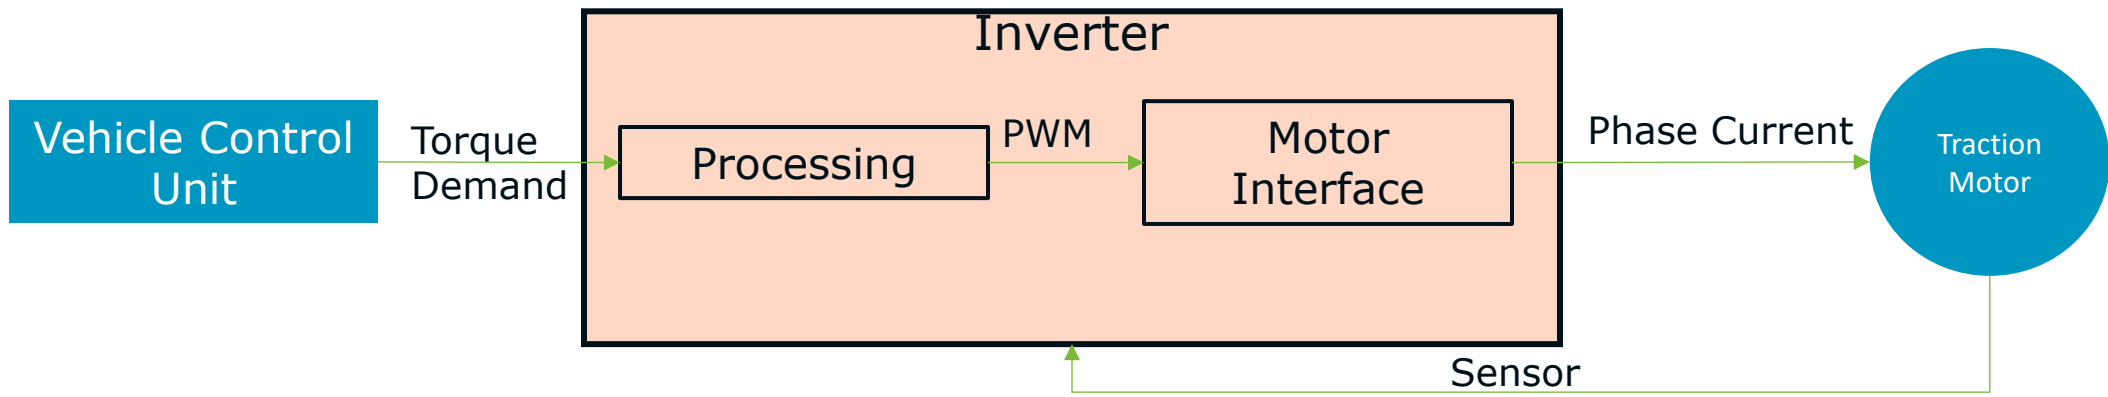 Inverter
Vehicle Control
Unit
Torque
Demand
Processing
PWM
Motor
Interface
Phase Current
Traction
Motor
Sensor